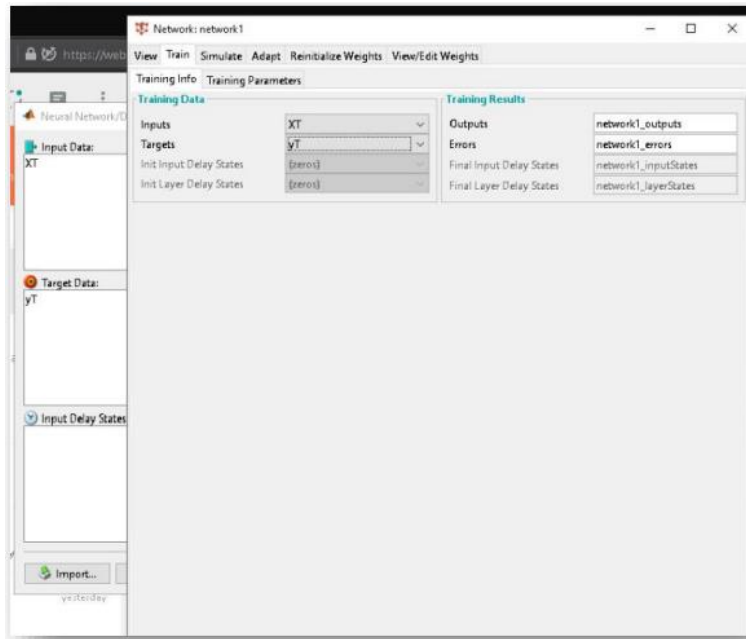 Network: network1
https://web
View Train Simulate Adapt Reinitialize Weights View/Edit Weights
Training Info Training Parameters
Training Data
Training Results
Neural Network/D
Inputs XT
Outputs network1_outputs
Input Data:
Targets yT
Errors network1_errors
XT
Init Input Delay States (zeros)
Final Input Delay States network1_inputStates
Init Layer Delay States (zeros)
Final Layer Delay States network1_layerStates
Target Data:
yT
Input Delay States
Import...
yesterday